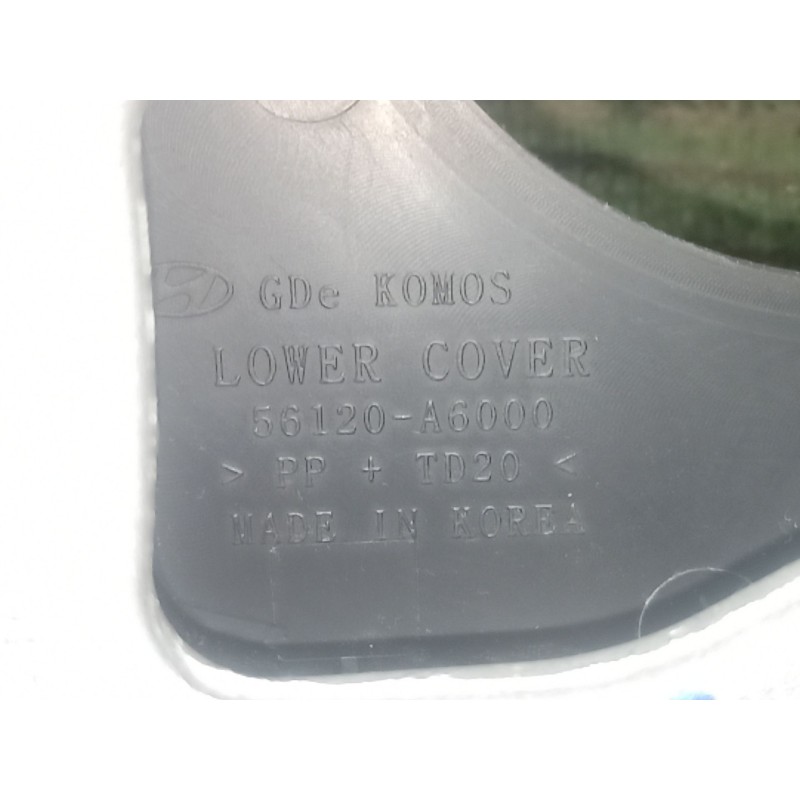 GDe KOMOS
LOWER COVER
56120-A6000
> PP + TD20 <
MADE IN KOREA